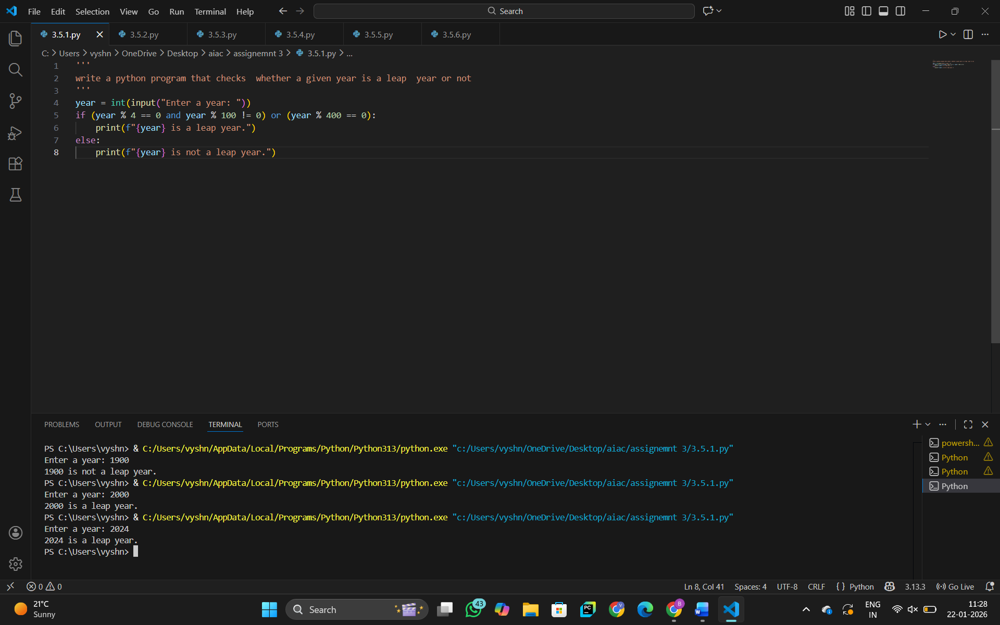 File Edit Selection View Go Run Terminal Help
Search
3.5.1.py 3.5.2.py 3.5.3.py 3.5.4.py 3.5.5.py 3.5.6.py
C: > Users > vyshn > OneDrive > Desktop > aiac > assignemnt 3 > 3.5.1.py > ...
1 '''
2 write a python program that checks  whether a given year is a leap  year or not
3 '''
4 year = int(input("Enter a year: "))
5 if (year % 4 == 0 and year % 100 != 0) or (year % 400 == 0):
6     print(f"{year} is a leap year.")
7 else:
8     print(f"{year} is not a leap year.")
PROBLEMS OUTPUT DEBUG CONSOLE TERMINAL PORTS
PS C:\Users\vyshn> & C:/Users/vyshn/AppData/Local/Programs/Python/Python313/python.exe "c:/Users/vyshn/OneDrive/Desktop/aiac/assignemnt 3/3.5.1.py"
Enter a year: 1900
1900 is not a leap year.
PS C:\Users\vyshn> & C:/Users/vyshn/AppData/Local/Programs/Python/Python313/python.exe "c:/Users/vyshn/OneDrive/Desktop/aiac/assignemnt 3/3.5.1.py"
Enter a year: 2000
2000 is a leap year.
PS C:\Users\vyshn> & C:/Users/vyshn/AppData/Local/Programs/Python/Python313/python.exe "c:/Users/vyshn/OneDrive/Desktop/aiac/assignemnt 3/3.5.1.py"
Enter a year: 2024
2024 is a leap year.
PS C:\Users\vyshn>
powersh...
Python
Python
Python
0 0
Ln 8, Col 41 Spaces: 4 UTF-8 CRLF { } Python 3.13.3 Go Live
21°C
Sunny
Search
43
PC
V
B
W
ENG
IN
11:28
22-01-2026